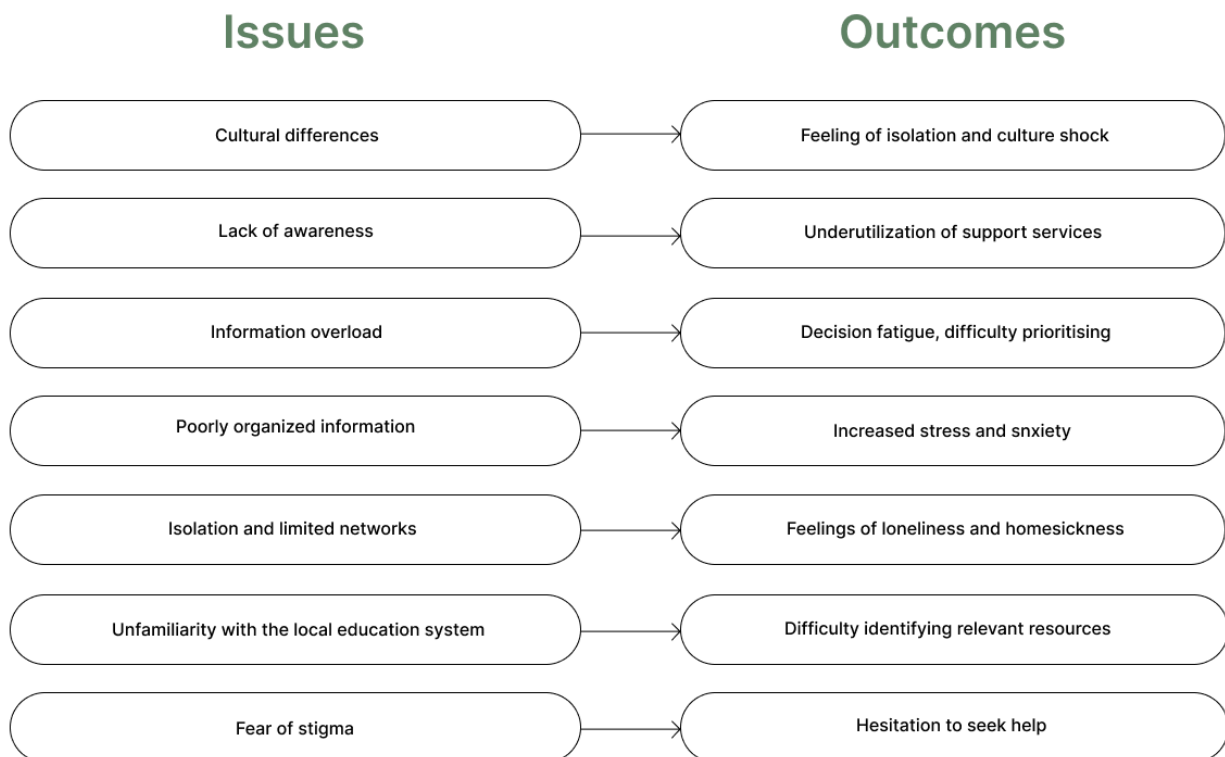 Issues
Outcomes
Cultural differences
Feeling of isolation and culture shock
Lack of awareness
Underutilization of support services
Information overload
Decision fatigue, difficulty prioritising
Poorly organized information
Increased stress and snxiety
Isolation and limited networks
Feelings of loneliness and homesickness
Unfamiliarity with the local education system
Difficulty identifying relevant resources
Fear of stigma
Hesitation to seek help